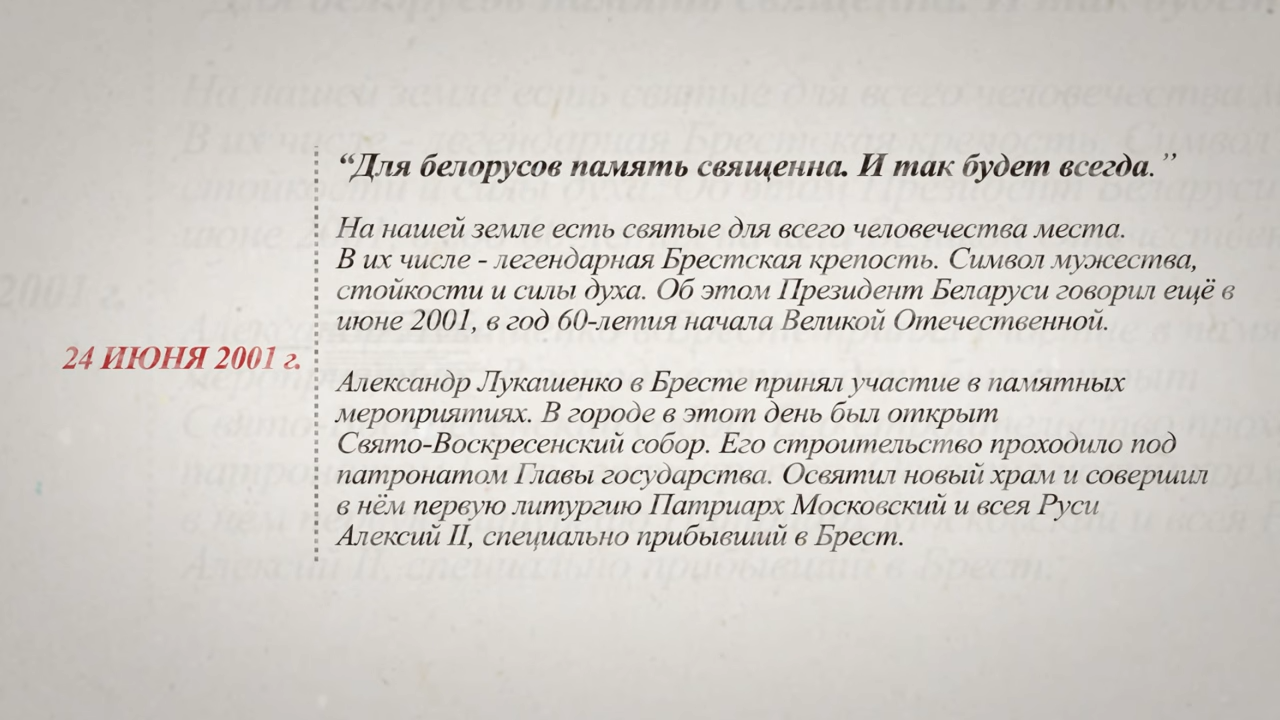 “Для белорусов память священна. И так будет всегда.”
На нашей земле есть святые для всего человечества места.
В их числе - легендарная Брестская крепость. Символ мужества,
стойкости и силы духа. Об этом Президент Беларуси говорил ещё в
июне 2001, в год 60-летия начала Великой Отечественной.
24 ИЮНЯ 2001 г.
Александр Лукашенко в Бресте принял участие в памятных
мероприятиях. В городе в этот день был открыт
Свято-Воскресенский собор. Его строительство проходило под
патронатом Главы государства. Освятил новый храм и совершил
в нём первую литургию Патриарх Московский и всея Руси
Алексий II, специально прибывший в Брест.